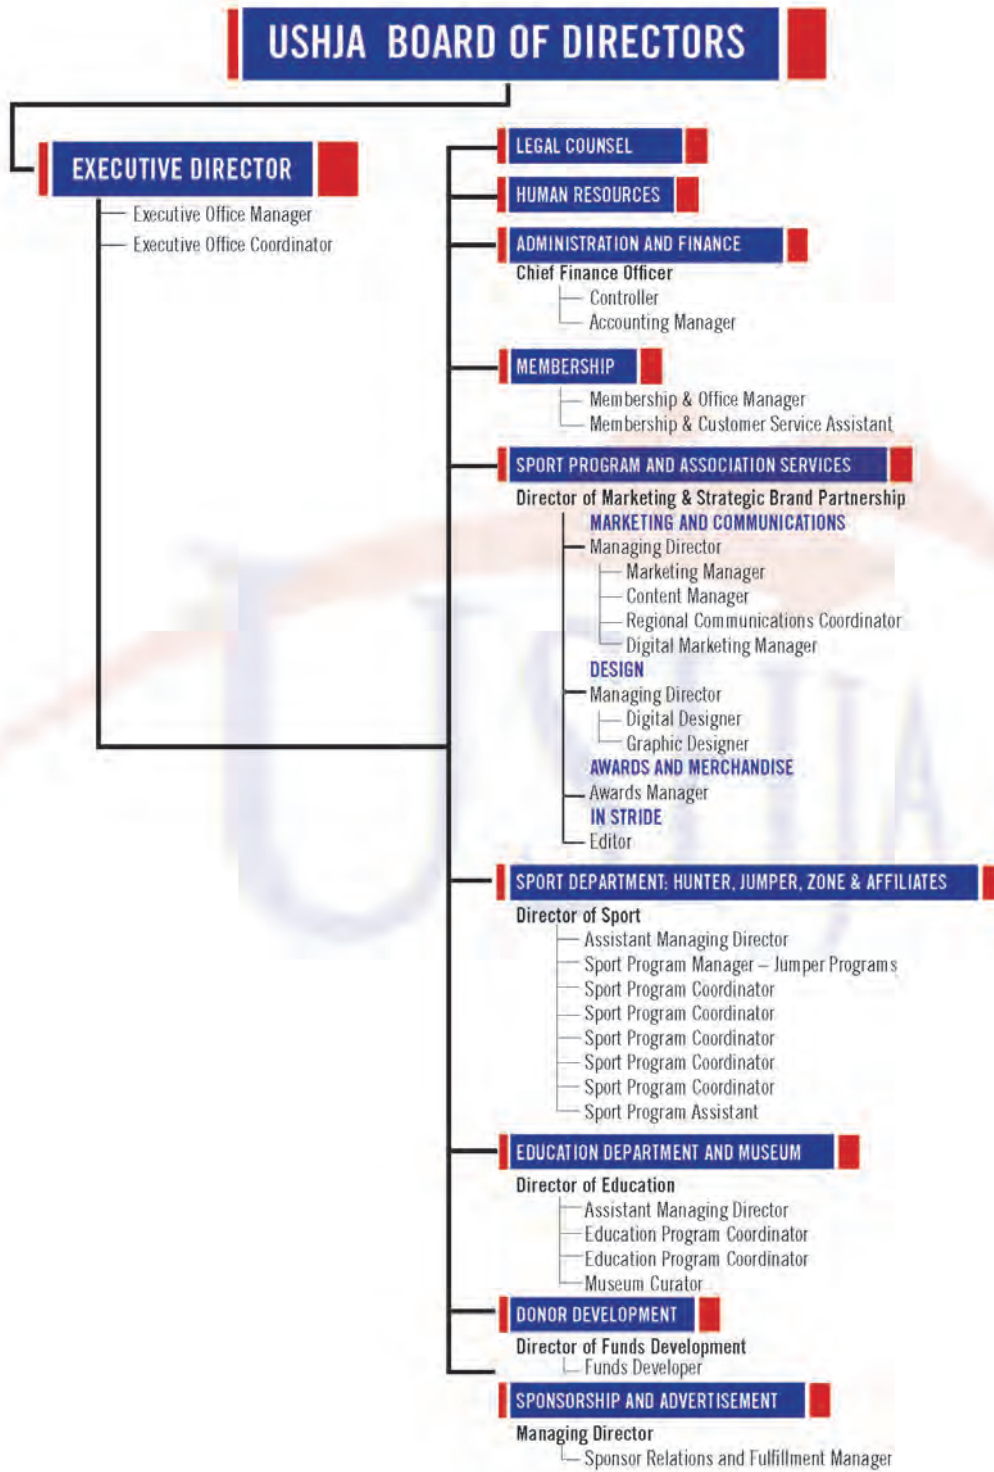 USHJA BOARD OF DIRECTORS
EXECUTIVE DIRECTOR
Executive Office Manager
Executive Office Coordinator
LEGAL COUNSEL
HUMAN RESOURCES
ADMINISTRATION AND FINANCE
Chief Finance Officer
Controller
Accounting Manager
MEMBERSHIP
Membership & Office Manager
Membership & Customer Service Assistant
SPORT PROGRAM AND ASSOCIATION SERVICES
Director of Marketing & Strategic Brand Partnership
MARKETING AND COMMUNICATIONS
Managing Director
Marketing Manager
Content Manager
Regional Communications Coordinator
Digital Marketing Manager
DESIGN
Managing Director
Digital Designer
Graphic Designer
AWARDS AND MERCHANDISE
Awards Manager
IN STRIDE
Editor
SPORT DEPARTMENT: HUNTER, JUMPER, ZONE & AFFILIATES
Director of Sport
Assistant Managing Director
Sport Program Manager – Jumper Programs
Sport Program Coordinator
Sport Program Coordinator
Sport Program Coordinator
Sport Program Coordinator
Sport Program Coordinator
Sport Program Assistant
EDUCATION DEPARTMENT AND MUSEUM
Director of Education
Assistant Managing Director
Education Program Coordinator
Education Program Coordinator
Museum Curator
DONOR DEVELOPMENT
Director of Funds Development
Funds Developer
SPONSORSHIP AND ADVERTISEMENT
Managing Director
Sponsor Relations and Fulfillment Manager
USHJA